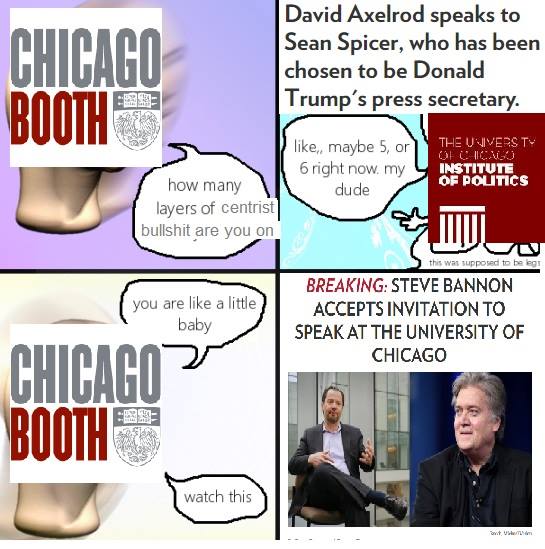 CHICAGO
BOOTH
how many
layers of centrist
bullshit are you on
David Axelrod speaks to
Sean Spicer, who has been
chosen to be Donald
Trump's press secretary.
like,, maybe 5, or
6 right now. my
dude
THE UNIVERSITY
OF CHICAGO
INSTITUTE
OF POLITICS
this was supposed to be legs
you are like a little
baby
CHICAGO
BOOTH
watch this
BREAKING: STEVE BANNON
ACCEPTS INVITATION TO
SPEAK AT THE UNIVERSITY OF
CHICAGO